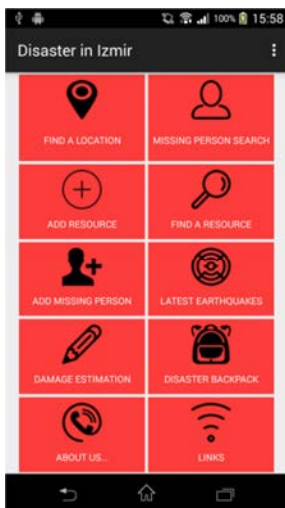 100% 15:58
Disaster in Izmir
FIND A LOCATION
MISSING PERSON SEARCH
ADD RESOURCE
FIND A RESOURCE
ADD MISSING PERSON
LATEST EARTHQUAKES
DAMAGE ESTIMATION
DISASTER BACKPACK
ABOUT US...
LINKS